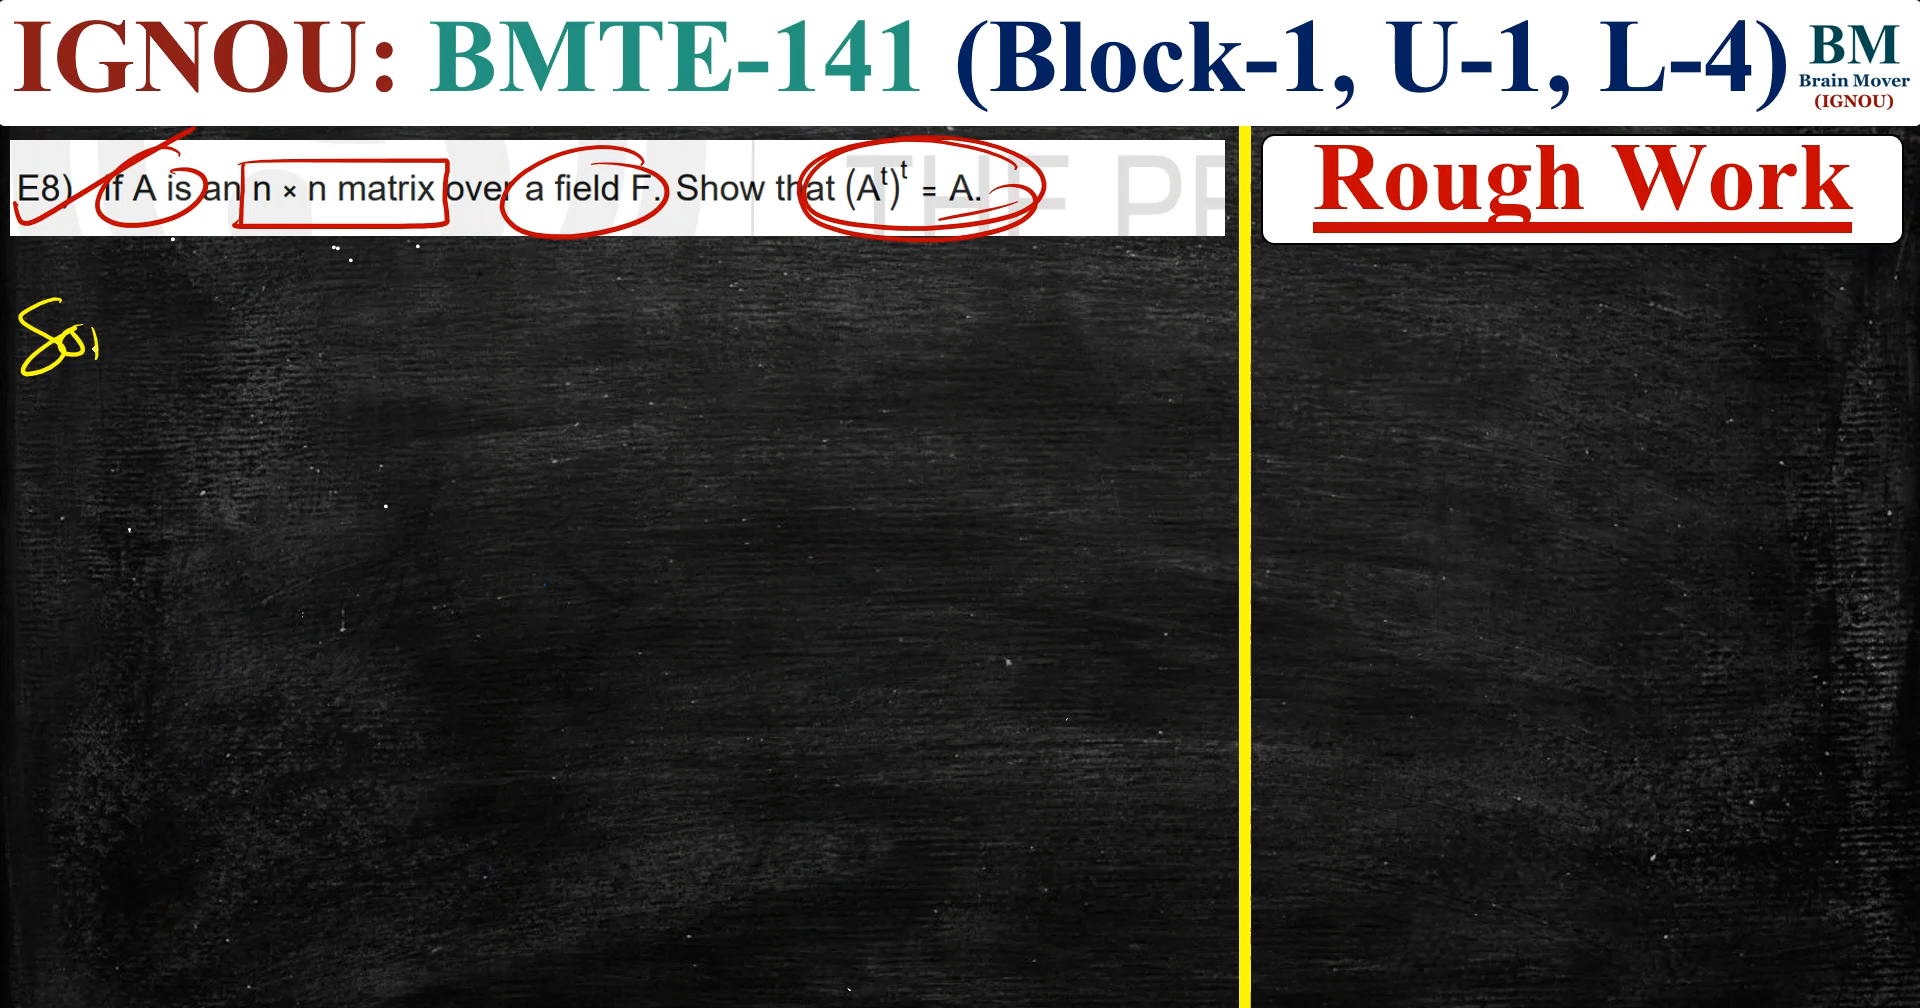 IGNOU: BMTE-141 (Block-1, U-1, L-4)
BM
Brain Mover
(IGNOU)
E8) If A is an n × n matrix over a field F. Show that (Aᵗ)ᵗ = A.
Rough Work